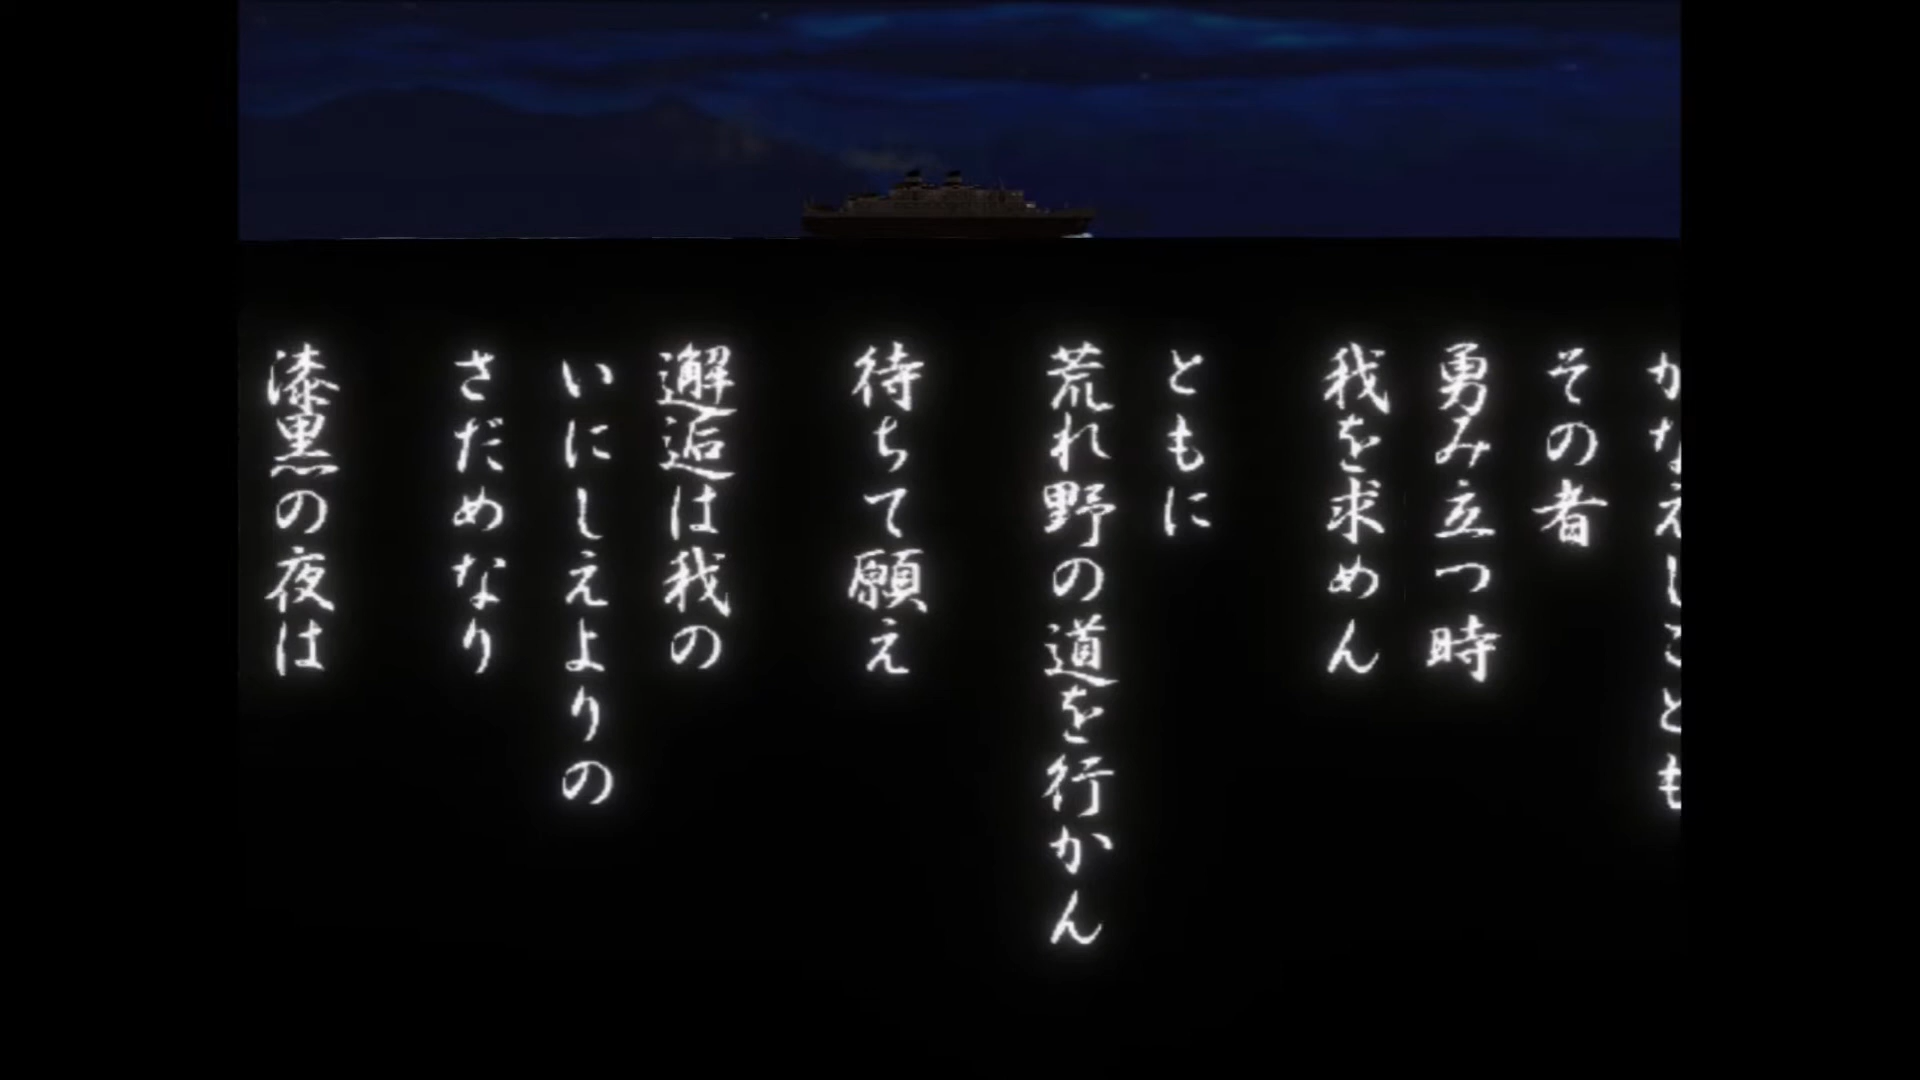 かなえしことも
その者
勇み立つ時
我を求めん
ともに
荒れ野の道を行かん
待ちて願え
邂逅は我の
いにしえよりの
さだめなり
漆黒の夜は